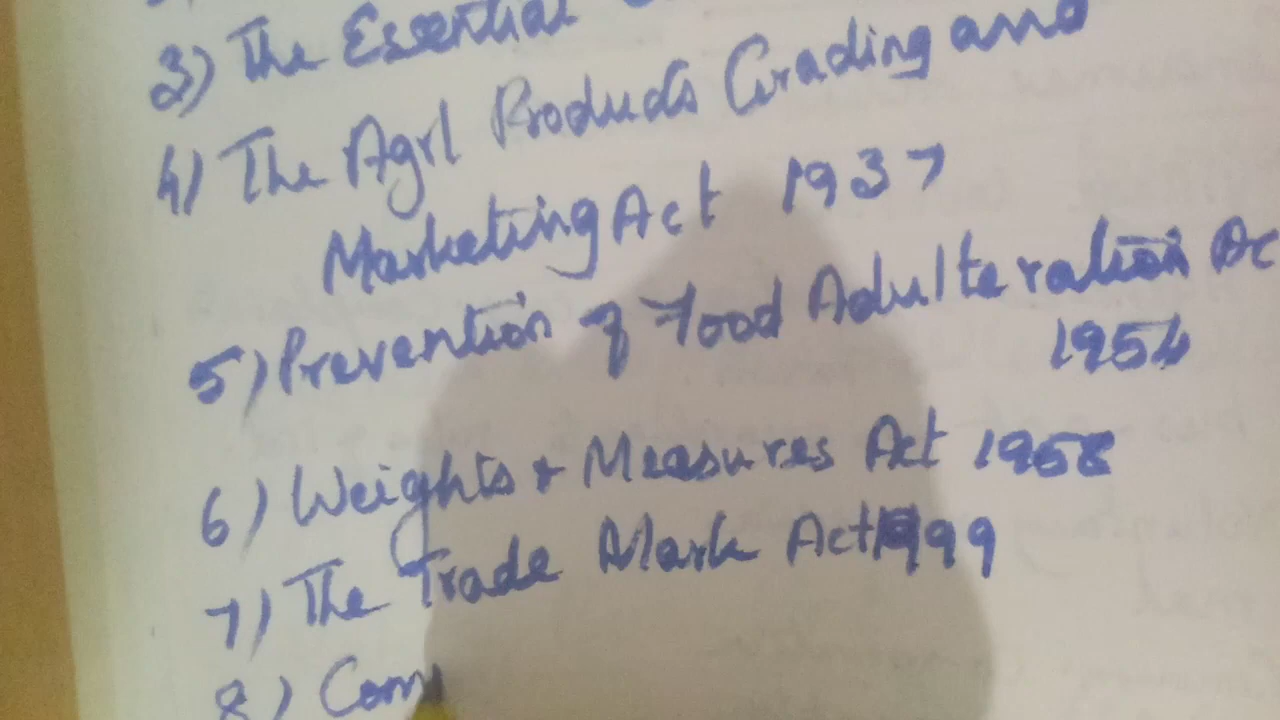 3) The Essential
4) The Agrl Products Grading and
Marketing Act 1937
5) Prevention of Food Adulteration Ac
1954
6) Weights & Measures Act 1958
7) The Trade Mark Act 1999
8) Com